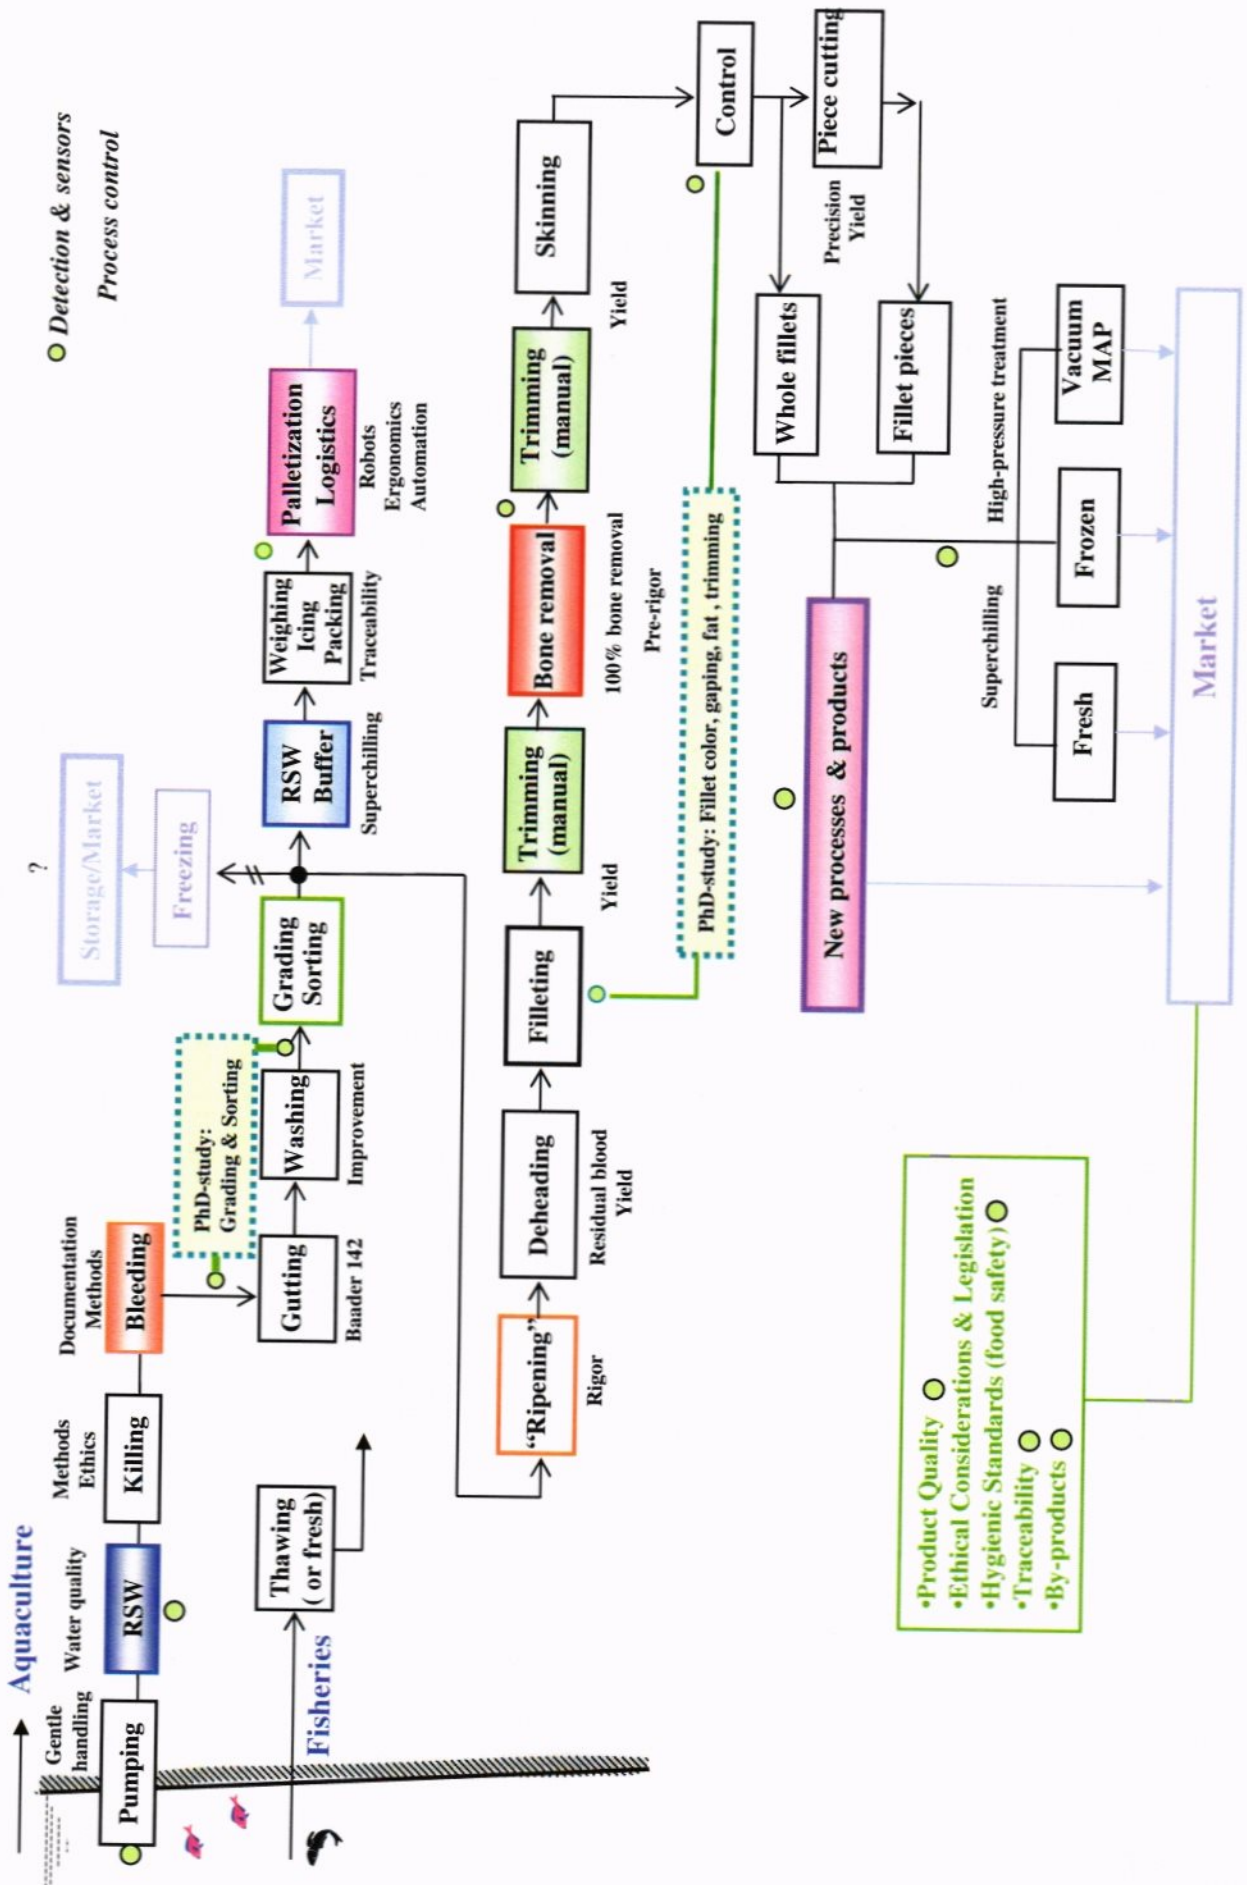 Aquaculture
Detection & sensors
Process control
Gentle
handling
Pumping
Water quality
RSW
Methods
Ethics
Killing
Documentation
Methods
Bleeding
PhD-study:
Grading & Sorting
?
Storage/Market
Freezing
Fisheries
Thawing
( or fresh)
Gutting
Baader 142
Washing
Improvement
Grading
Sorting
RSW
Buffer
Superchilling
Weighing
Icing
Packing
Traceability
Palletization
Logistics
Robots
Ergonomics
Automation
Market
“Ripening”
Rigor
Deheading
Residual blood
Yield
Filleting
Yield
Trimming
(manual)
Bone removal
100% bone removal
Pre-rigor
Trimming
(manual)
Yield
Skinning
PhD-study: Fillet color, gaping, fat , trimming
Control
Piece cutting
Precision
Yield
Whole fillets
Fillet pieces
New processes & products
Superchilling
High-pressure treatment
Fresh
Frozen
Vacuum
MAP
Market
•Product Quality
•Ethical Considerations & Legislation
•Hygienic Standards (food safety)
•Traceability
•By-products